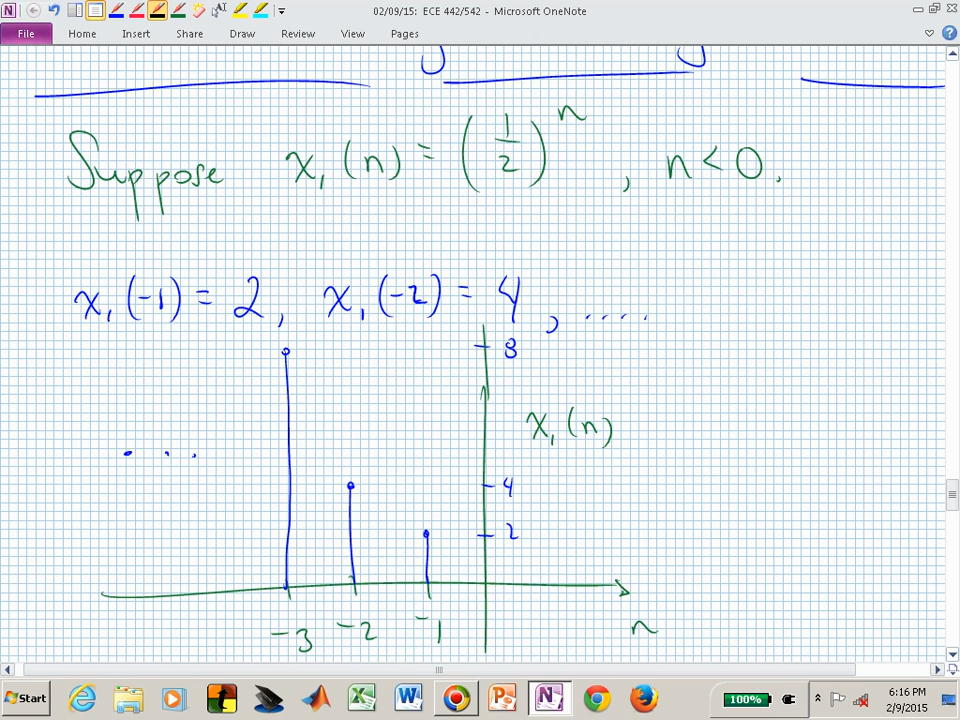 02/09/15: ECE 442/542 - Microsoft OneNote
File Home Insert Share Draw Review View Pages
Suppose x₁(n) = (1/2)ⁿ, n < 0.
x₁(-1) = 2, x₁(-2) = 4, ....
8
x₁(n)
4
2
-3 -2 -1
n
Start
100%
6:16 PM
2/9/2015